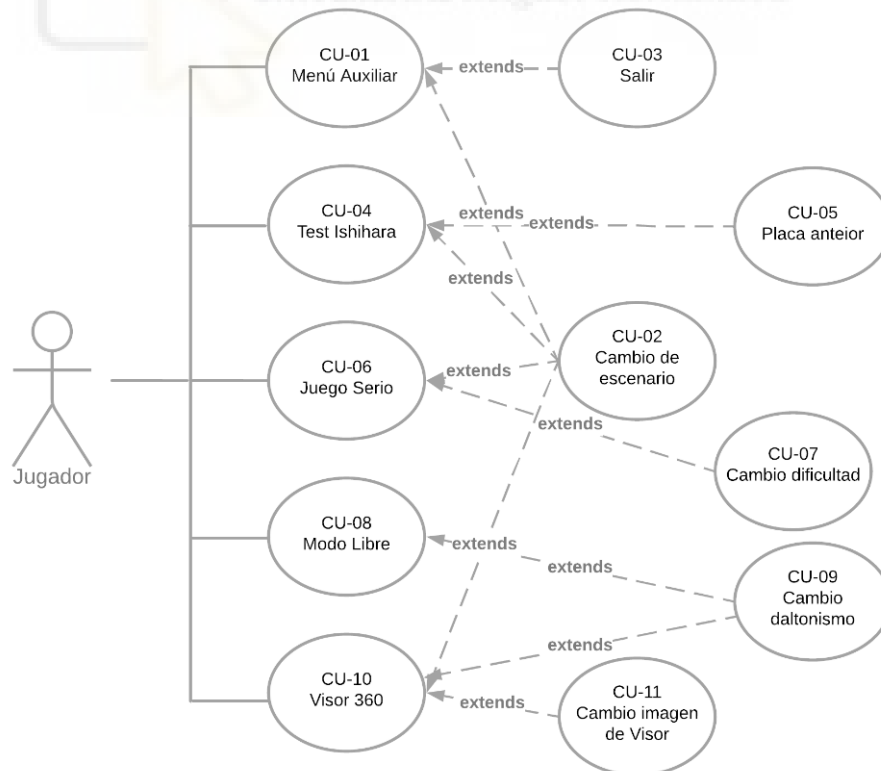 CU-01
Menú Auxiliar
extends
CU-03
Salir
CU-04
Test Ishihara
extends
extends
CU-05
Placa anteior
extends
CU-02
Cambio de
escenario
CU-06
Juego Serio
extends
extends
CU-07
Cambio dificultad
Jugador
CU-08
Modo Libre
extends
extends
CU-09
Cambio
daltonismo
extends
CU-10
Visor 360
extends
CU-11
Cambio imagen
de Visor